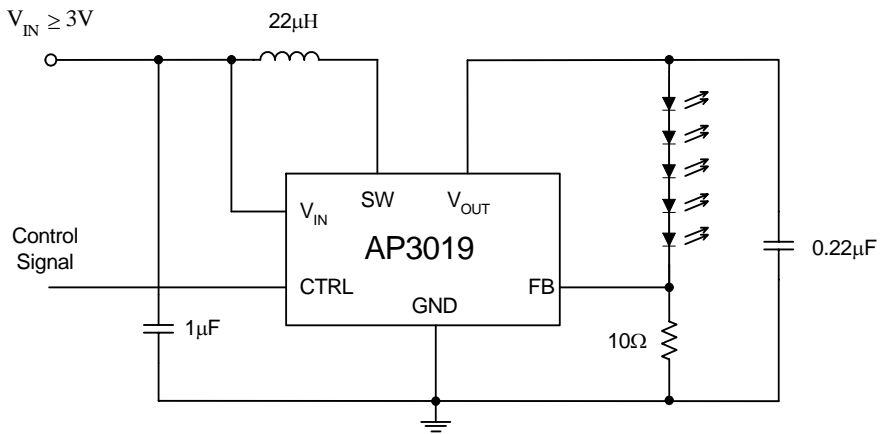 V_IN ≥ 3V
22μH
SW
V_OUT
V_IN
AP3019
Control
Signal
CTRL
FB
GND
0.22μF
1μF
10Ω